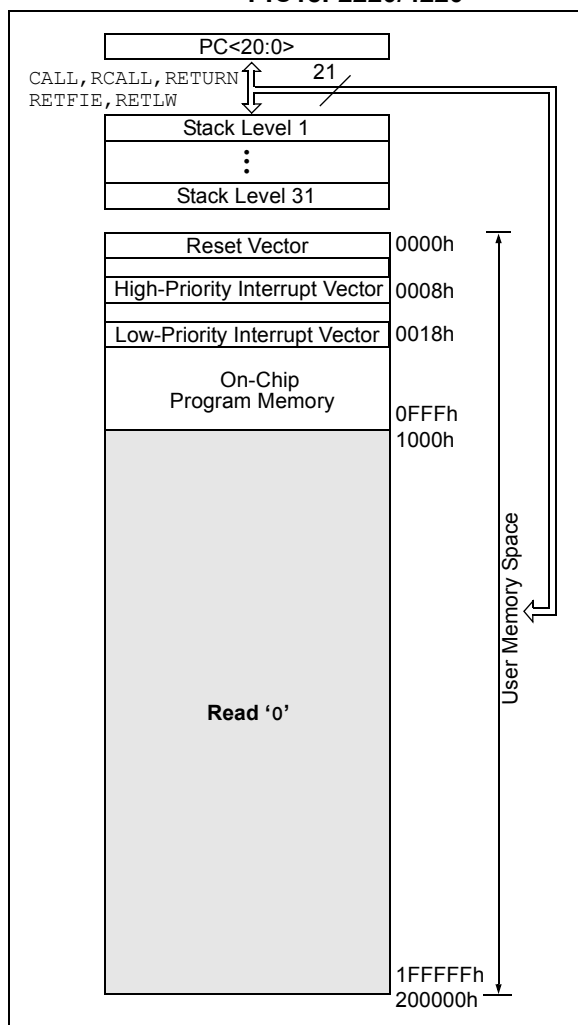 PC<20:0>
CALL,RCALL,RETURN
RETFIE,RETLW
21
Stack Level 1
Stack Level 31
Reset Vector
0000h
High-Priority Interrupt Vector
0008h
Low-Priority Interrupt Vector
0018h
On-Chip
Program Memory
0FFFh
1000h
User Memory Space
Read ‘0’
1FFFFFh
200000h